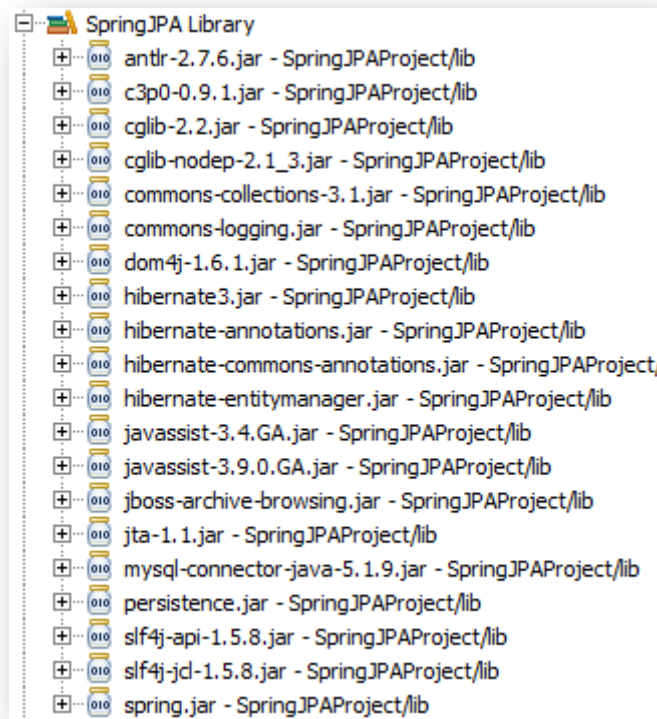 SpringJPA Library
antlr-2.7.6.jar - SpringJPAProject/lib
c3p0-0.9.1.jar - SpringJPAProject/lib
cglib-2.2.jar - SpringJPAProject/lib
cglib-nodep-2.1_3.jar - SpringJPAProject/lib
commons-collections-3.1.jar - SpringJPAProject/lib
commons-logging.jar - SpringJPAProject/lib
dom4j-1.6.1.jar - SpringJPAProject/lib
hibernate3.jar - SpringJPAProject/lib
hibernate-annotations.jar - SpringJPAProject/lib
hibernate-commons-annotations.jar - SpringJPAProject/
hibernate-entitymanager.jar - SpringJPAProject/lib
javassist-3.4.GA.jar - SpringJPAProject/lib
javassist-3.9.0.GA.jar - SpringJPAProject/lib
jboss-archive-browsing.jar - SpringJPAProject/lib
jta-1.1.jar - SpringJPAProject/lib
mysql-connector-java-5.1.9.jar - SpringJPAProject/lib
persistence.jar - SpringJPAProject/lib
slf4j-api-1.5.8.jar - SpringJPAProject/lib
slf4j-jcl-1.5.8.jar - SpringJPAProject/lib
spring.jar - SpringJPAProject/lib